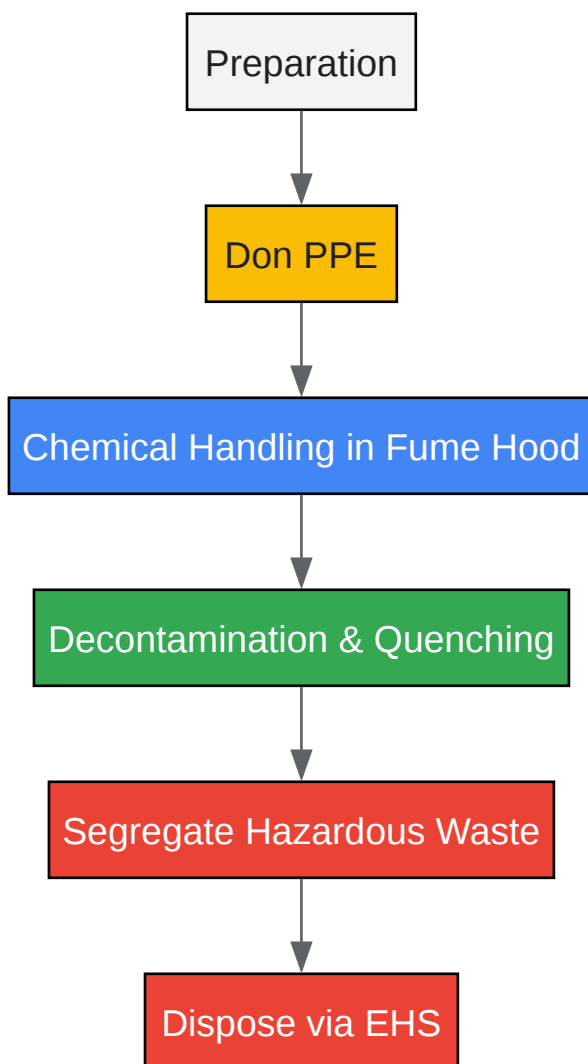 Preparation
Don PPE
Chemical Handling in Fume Hood
Decontamination & Quenching
Segregate Hazardous Waste
Dispose via EHS